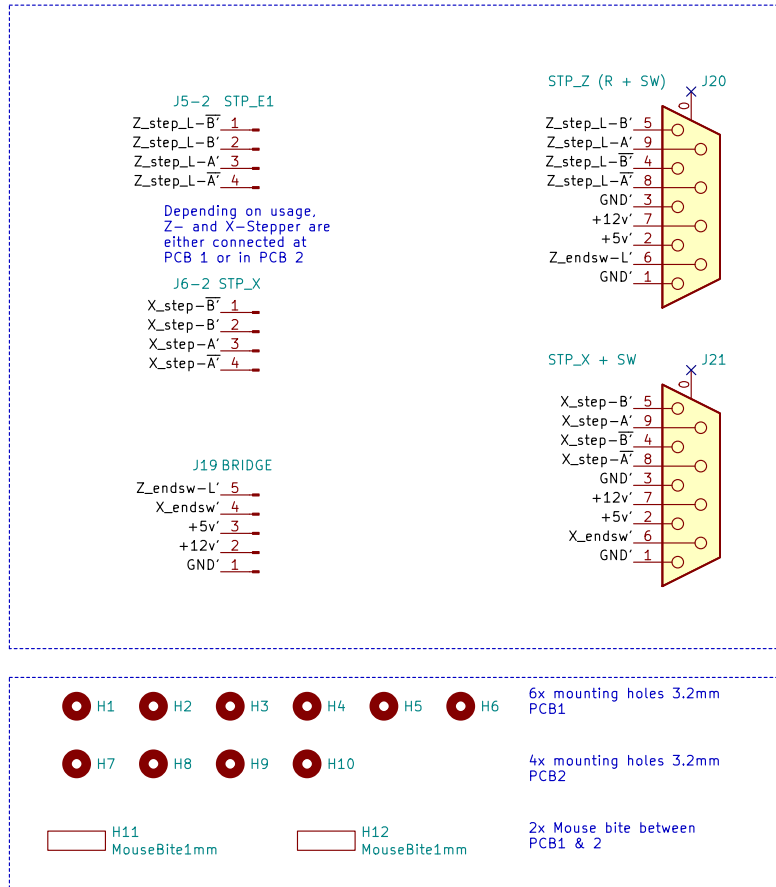 J5-2 STP_E1
Z_step_L-B̅' 1
Z_step_L-B' 2
Z_step_L-A' 3
Z_step_L-A̅' 4
Depending on usage,
Z- and X-Stepper are
either connected at
PCB 1 or in PCB 2
J6-2 STP_X
X_step-B̅' 1
X_step-B' 2
X_step-A' 3
X_step-A̅' 4
J19 BRIDGE
Z_endsw-L' 5
X_endsw' 4
+5v' 3
+12v' 2
GND' 1
STP_Z (R + SW) J20
0
Z_step_L-B' 5
Z_step_L-A' 9
Z_step_L-B̅' 4
Z_step_L-A̅' 8
GND' 3
+12v' 7
+5v' 2
Z_endsw-L' 6
GND' 1
STP_X + SW J21
0
X_step-B' 5
X_step-A' 9
X_step-B̅' 4
X_step-A̅' 8
GND' 3
+12v' 7
+5v' 2
X_endsw' 6
GND' 1
H1 H2 H3 H4 H5 H6
6x mounting holes 3.2mm
PCB1
H7 H8 H9 H10
4x mounting holes 3.2mm
PCB2
H11
MouseBite1mm
H12
MouseBite1mm
2x Mouse bite between
PCB1 & 2